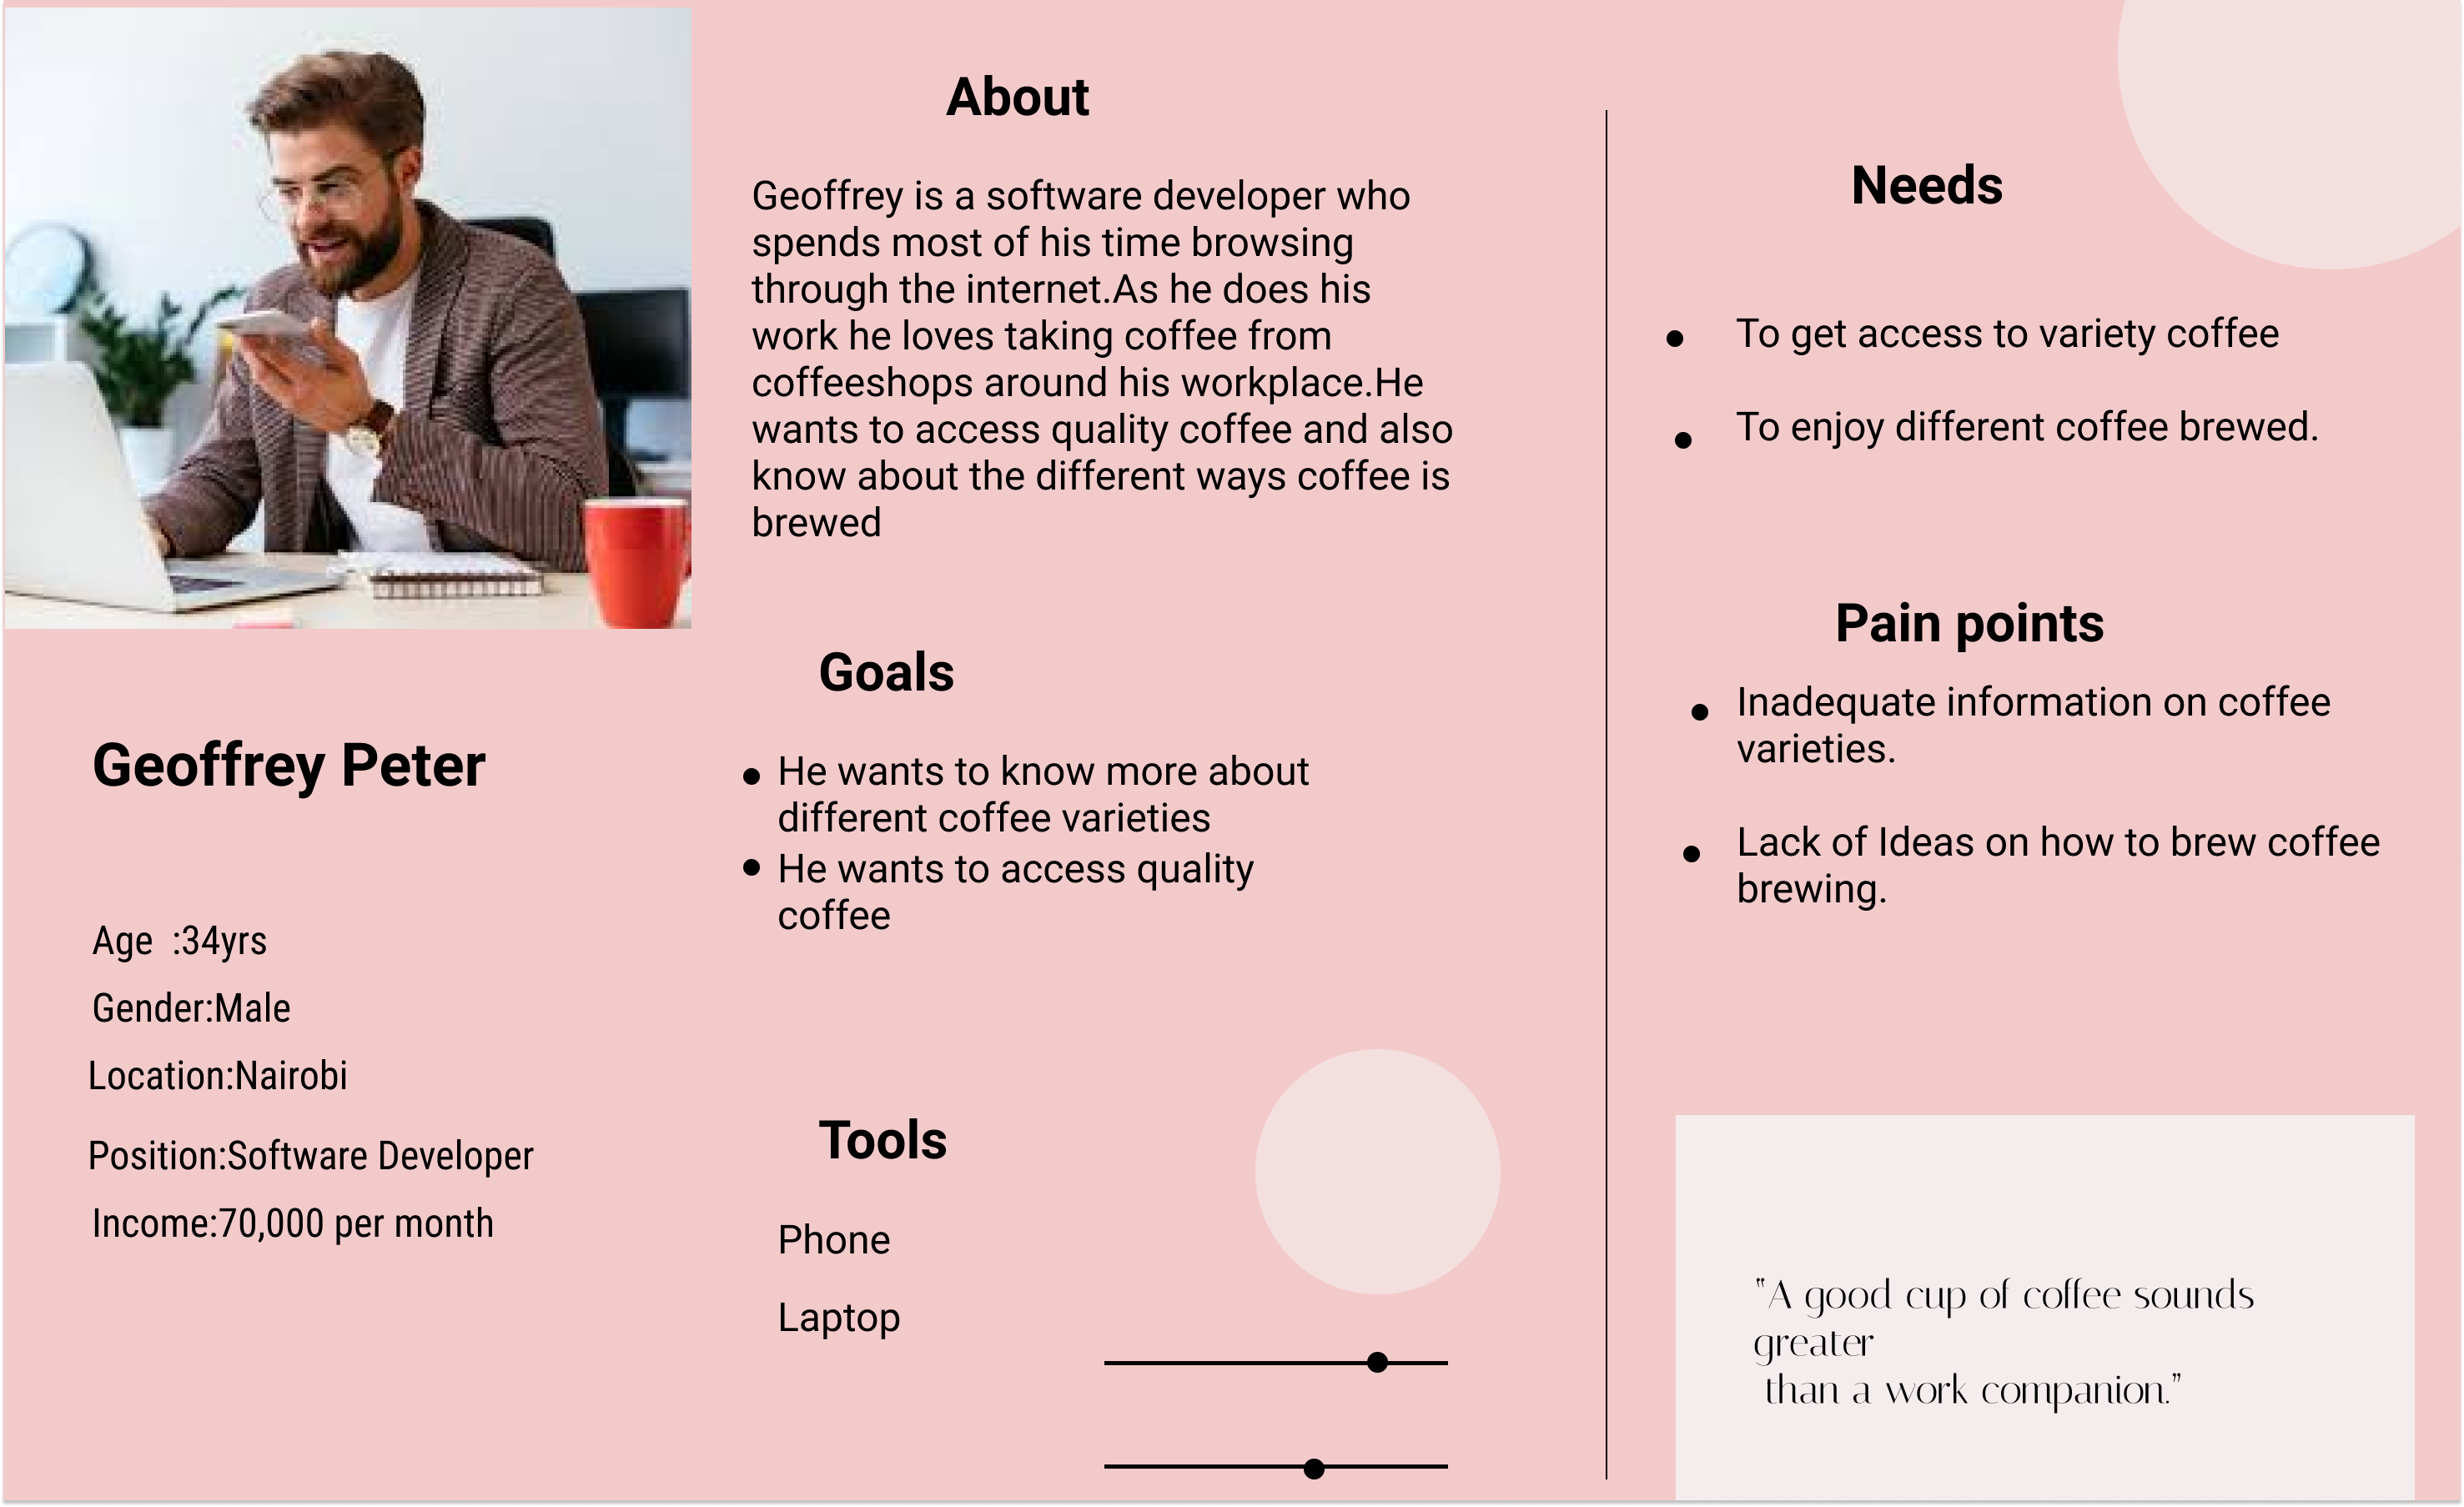 About
Geoffrey is a software developer who
spends most of his time browsing
through the internet.As he does his
work he loves taking coffee from
coffeeshops around his workplace.He
wants to access quality coffee and also
know about the different ways coffee is
brewed
Geoffrey Peter
Age  :34yrs
Gender:Male
Location:Nairobi
Position:Software Developer
Income:70,000 per month
Goals
● He wants to know more about
different coffee varieties
● He wants to access quality
coffee
Tools
Phone
Laptop
Needs
● To get access to variety coffee
● To enjoy different coffee brewed.
Pain points
● Inadequate information on coffee
varieties.
● Lack of Ideas on how to brew coffee
brewing.
"A good cup of coffee sounds
greater
than a work companion."